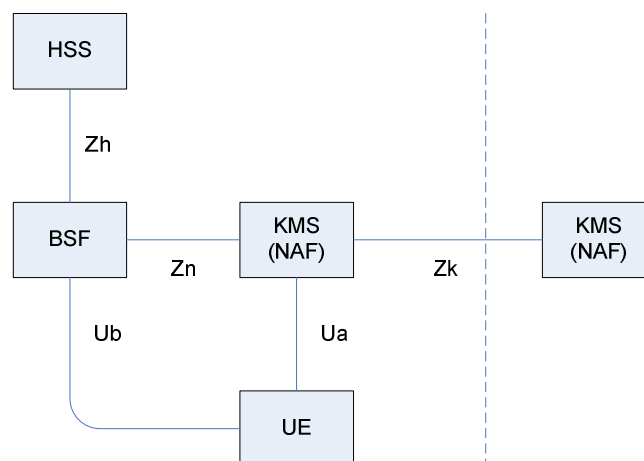 HSS
Zh
BSF
Zn
KMS
(NAF)
Zk
KMS
(NAF)
Ub
Ua
UE